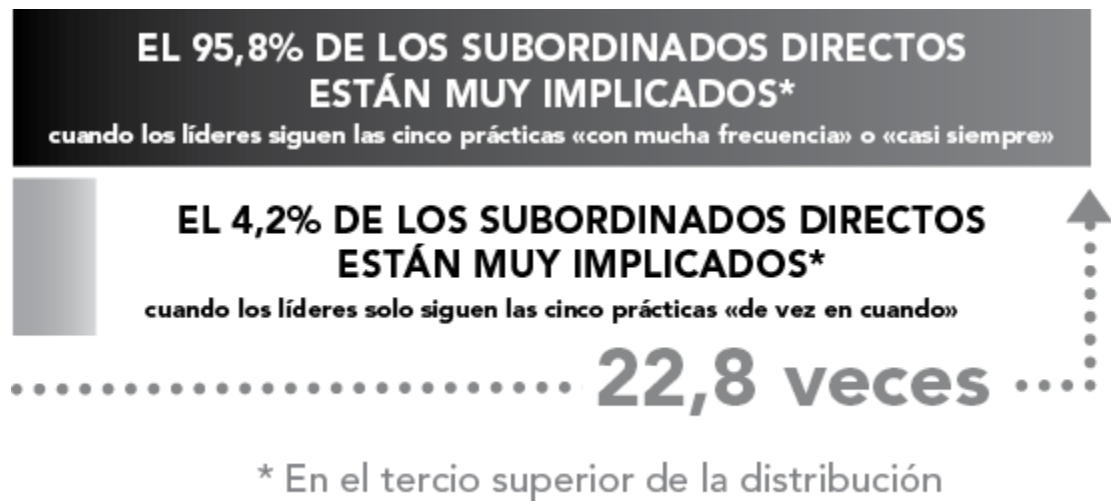 EL 95,8% DE LOS SUBORDINADOS DIRECTOS
ESTÁN MUY IMPLICADOS*
cuando los líderes siguen las cinco prácticas «con mucha frecuencia» o «casi siempre»
EL 4,2% DE LOS SUBORDINADOS DIRECTOS
ESTÁN MUY IMPLICADOS*
cuando los líderes solo siguen las cinco prácticas «de vez en cuando»
22,8 veces
* En el tercio superior de la distribución